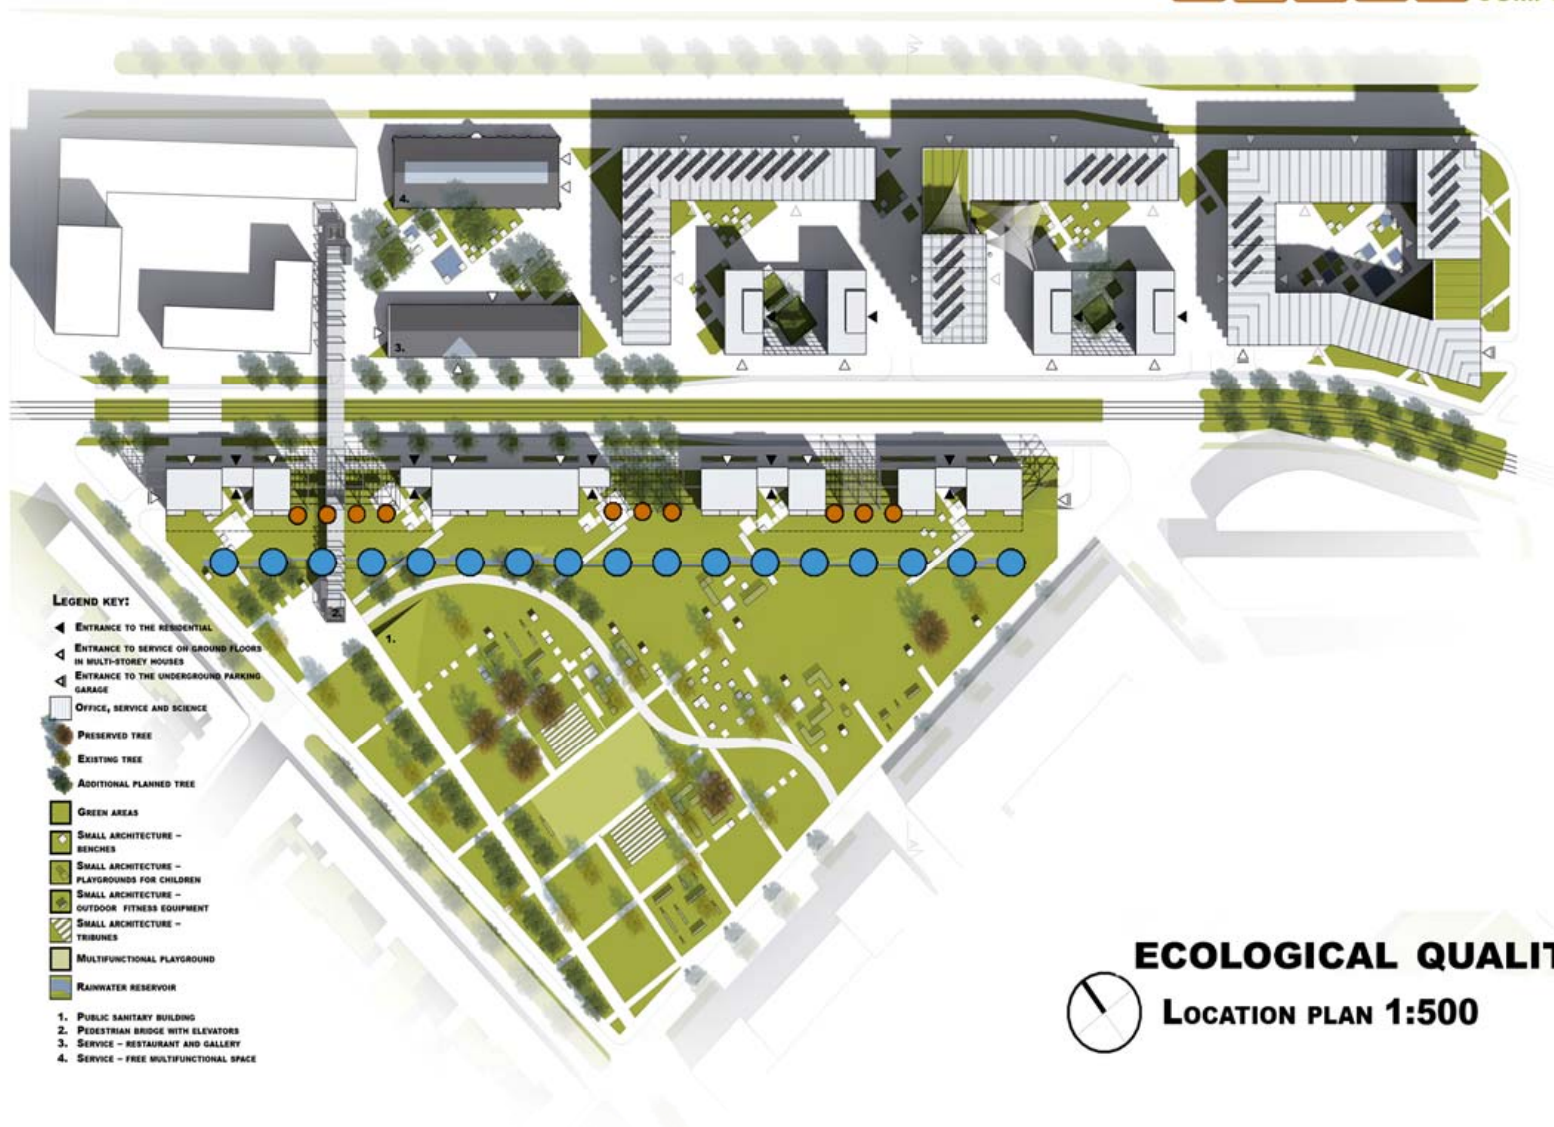 4.
3.
2.
1.
LEGEND KEY:
ENTRANCE TO THE RESIDENTIAL
ENTRANCE TO SERVICE ON GROUND FLOORS
IN MULTI-STOREY HOUSES
ENTRANCE TO THE UNDERGROUND PARKING
GARAGE
OFFICE, SERVICE AND SCIENCE
PRESERVED TREE
EXISTING TREE
ADDITIONAL PLANNED TREE
GREEN AREAS
SMALL ARCHITECTURE –
BENCHES
SMALL ARCHITECTURE –
PLAYGROUNDS FOR CHILDREN
SMALL ARCHITECTURE –
OUTDOOR FITNESS EQUIPMENT
SMALL ARCHITECTURE –
TRIBUNES
MULTIFUNCTIONAL PLAYGROUND
RAINWATER RESERVOIR
1. PUBLIC SANITARY BUILDING
2. PEDESTRIAN BRIDGE WITH ELEVATORS
3. SERVICE – RESTAURANT AND GALLERY
4. SERVICE – FREE MULTIFUNCTIONAL SPACE
ECOLOGICAL QUALIT
LOCATION PLAN 1:500